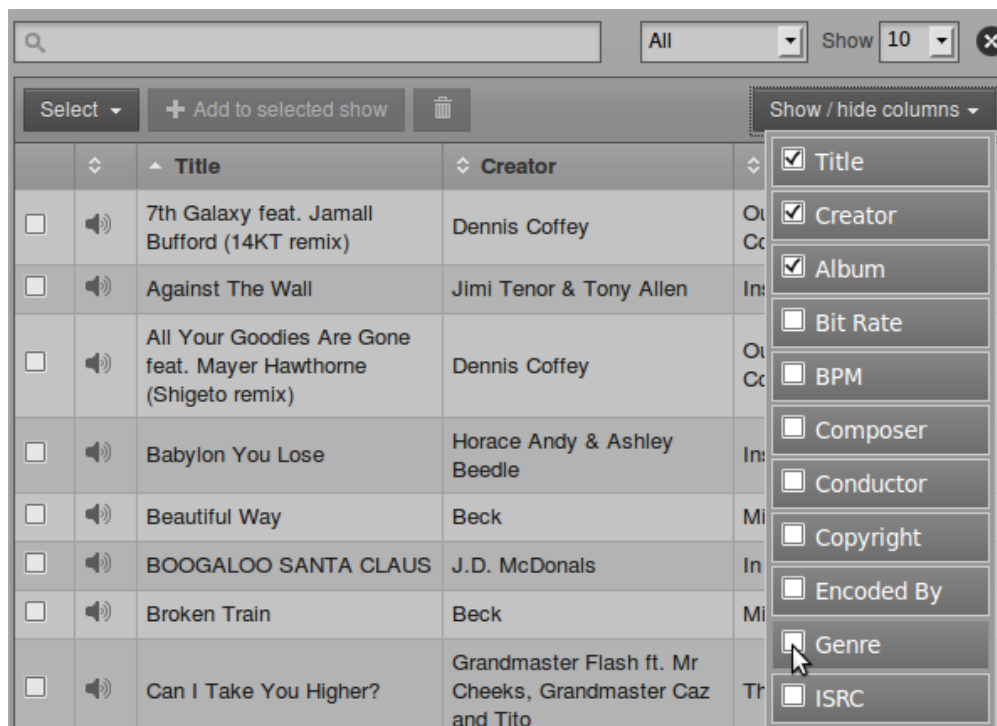 All
Show 10
Select
+ Add to selected show
Show / hide columns
Title Creator
7th Galaxy feat. Jamall
Bufford (14KT remix)
Dennis Coffey
Against The Wall
Jimi Tenor & Tony Allen
All Your Goodies Are Gone
feat. Mayer Hawthorne
(Shigeto remix)
Dennis Coffey
Babylon You Lose
Horace Andy & Ashley
Beedle
Beautiful Way
Beck
BOOGALOO SANTA CLAUS
J.D. McDonals
In
Broken Train
Beck
Can I Take You Higher?
Grandmaster Flash ft. Mr
Cheeks, Grandmaster Caz
and Tito
Title
Creator
Album
Bit Rate
BPM
Composer
Conductor
Copyright
Encoded By
Genre
ISRC